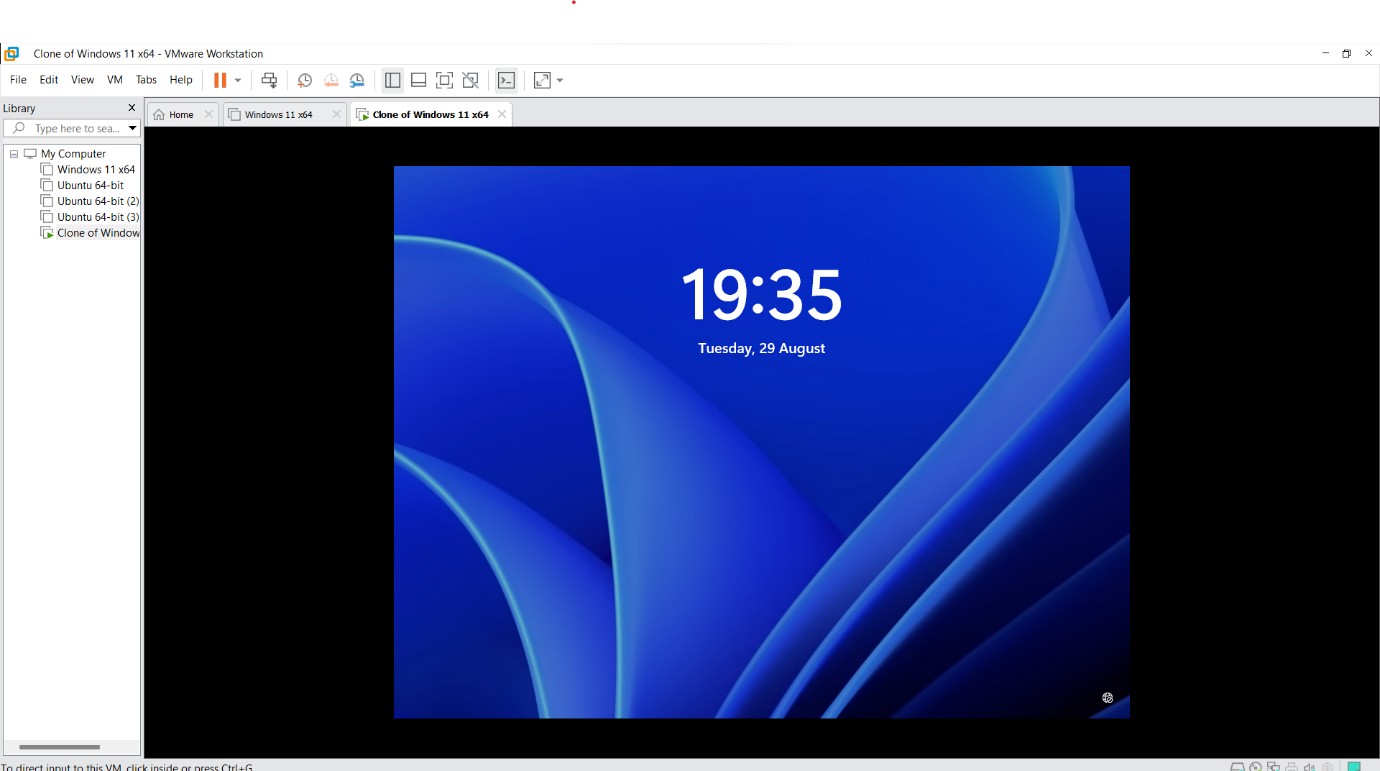 Clone of Windows 11 x64 - VMware Workstation
File Edit View VM Tabs Help
Library
Home
Windows 11 x64
Clone of Windows 11 x64
Type here to sea...
My Computer
Windows 11 x64
Ubuntu 64-bit
Ubuntu 64-bit (2)
Ubuntu 64-bit (3)
Clone of Window
19:35
Tuesday, 29 August
To direct input to this VM, click inside or press Ctrl+G.